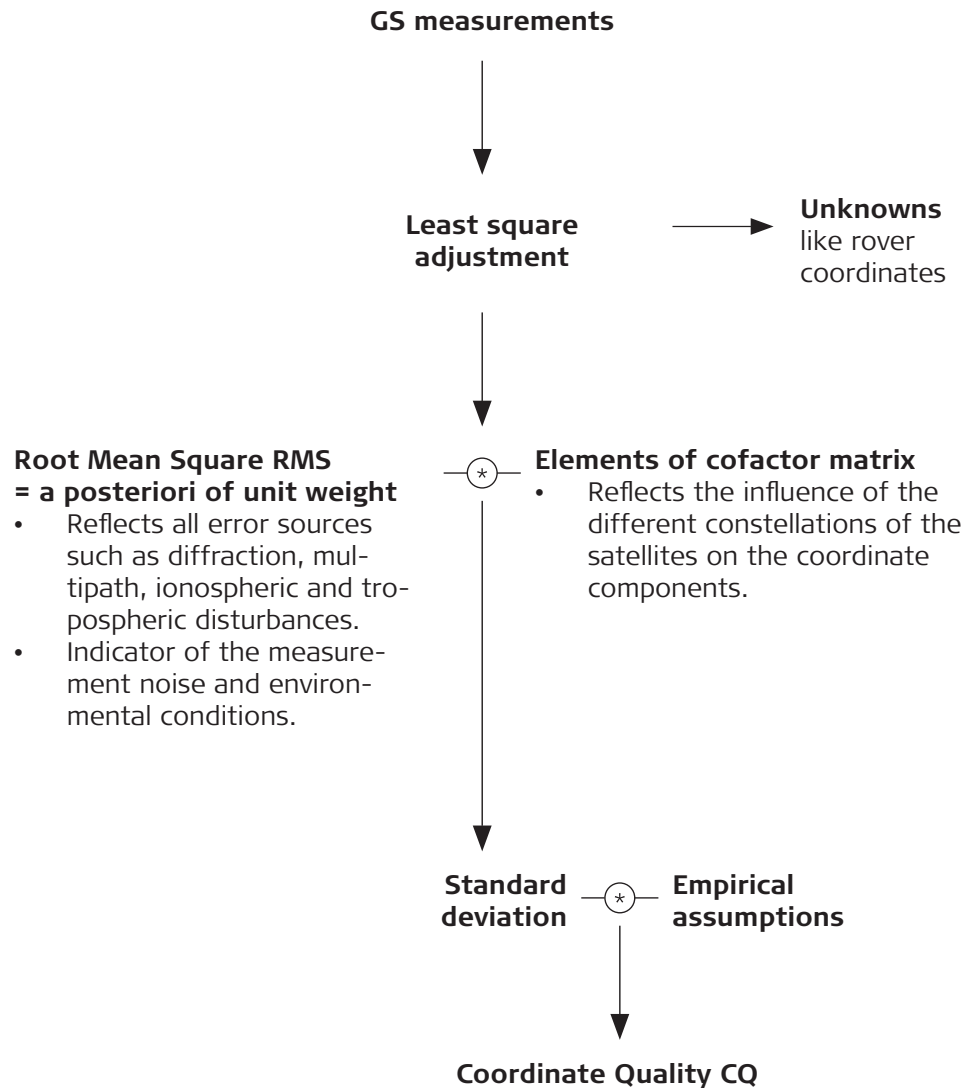 GS measurements
Least square
adjustment
Unknowns
like rover
coordinates
Root Mean Square RMS
= a posteriori of unit weight
• Reflects all error sources
such as diffraction, mul-
tipath, ionospheric and tro-
pospheric disturbances.
• Indicator of the measure-
ment noise and environ-
mental conditions.
*
Elements of cofactor matrix
• Reflects the influence of the
different constellations of the
satellites on the coordinate
components.
Standard
deviation
*
Empirical
assumptions
Coordinate Quality CQ